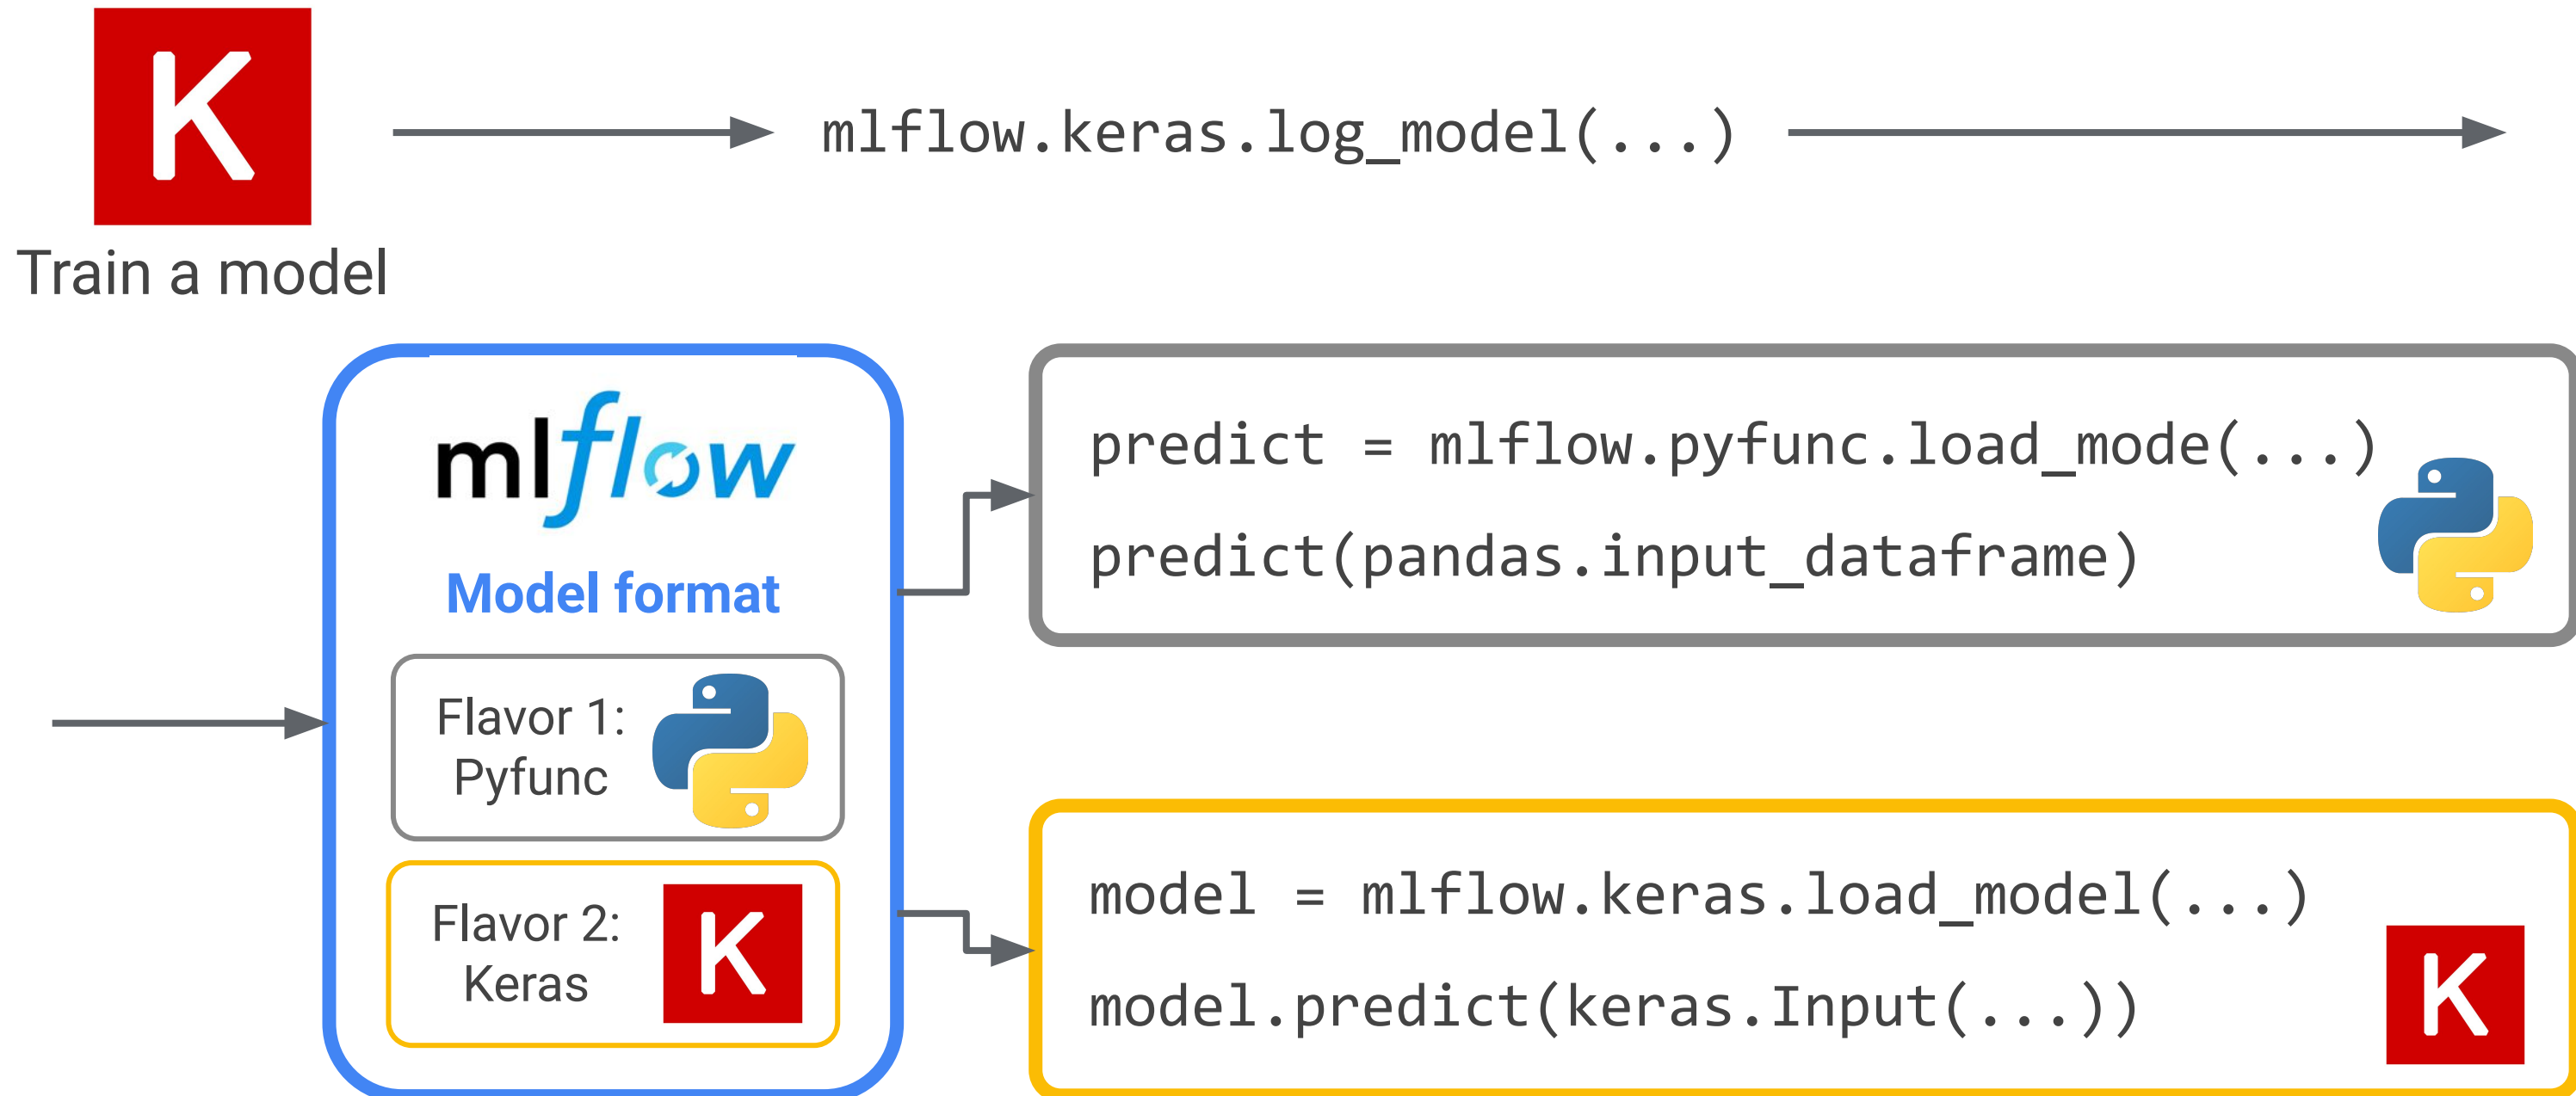 K
mlflow.keras.log_model(...)
Train a model
mlflow
Model format
Flavor 1:
Pyfunc
Flavor 2:
Keras
K
predict = mlflow.pyfunc.load_mode(...)
predict(pandas.input_dataframe)
model = mlflow.keras.load_model(...)
model.predict(keras.Input(...))
K